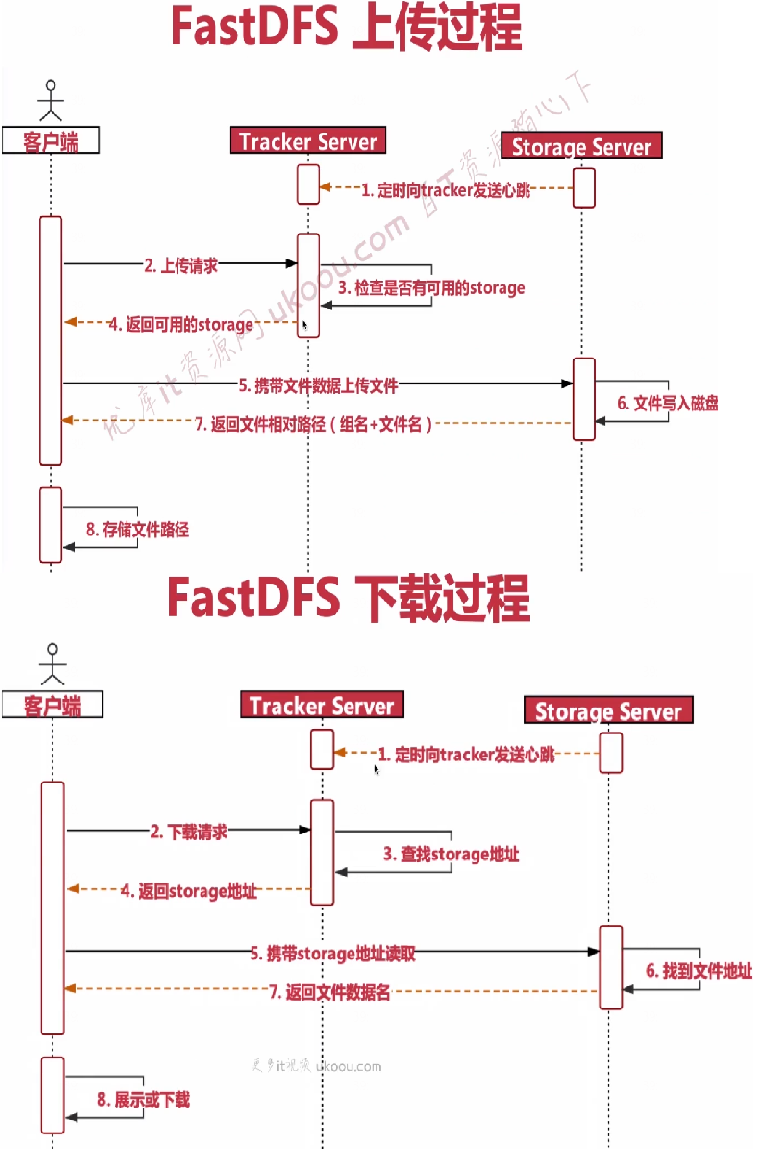 FastDFS 上传过程
客户端
Tracker Server
Storage Server
1. 定时向tracker发送心跳
2. 上传请求
3. 检查是否有可用的storage
4. 返回可用的storage
5. 携带文件数据上传文件
6. 文件写入磁盘
7. 返回文件相对路径（组名+文件名）
8. 存储文件路径
优库it资源网 ukoou.com 百T资源随心下
FastDFS 下载过程
客户端
Tracker Server
Storage Server
1. 定时向tracker发送心跳
2. 下载请求
3. 查找storage地址
4. 返回storage地址
5. 携带storage地址读取
6. 找到文件地址
7. 返回文件数据名
更多it视频 ukoou.com
8. 展示或下载